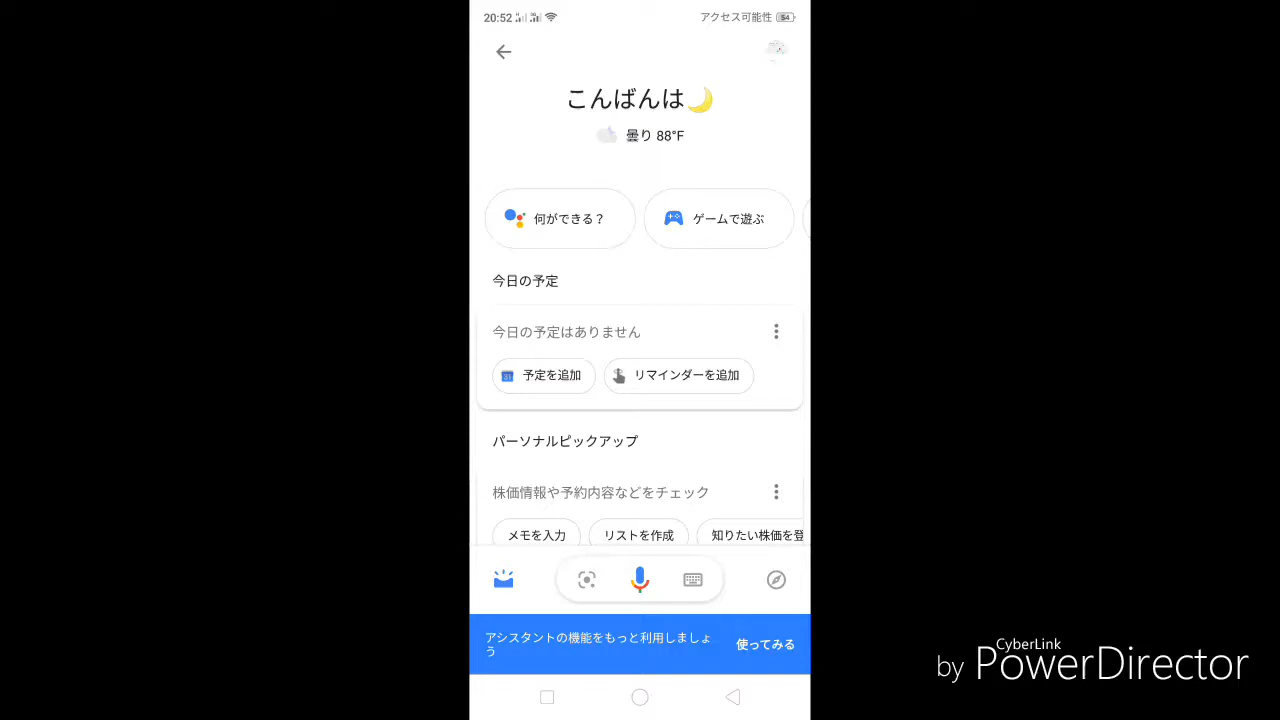 20:52
アクセス可能性 54
こんばんは🌙
曇り 88°F
何ができる？
ゲームで遊ぶ
今日の予定
今日の予定はありません
31 予定を追加
リマインダーを追加
パーソナルピックアップ
株価情報や予約内容などをチェック
メモを入力
リストを作成
知りたい株価を登
アシスタントの機能をもっと利用しましょ
う
使ってみる
CyberLink
by PowerDirector